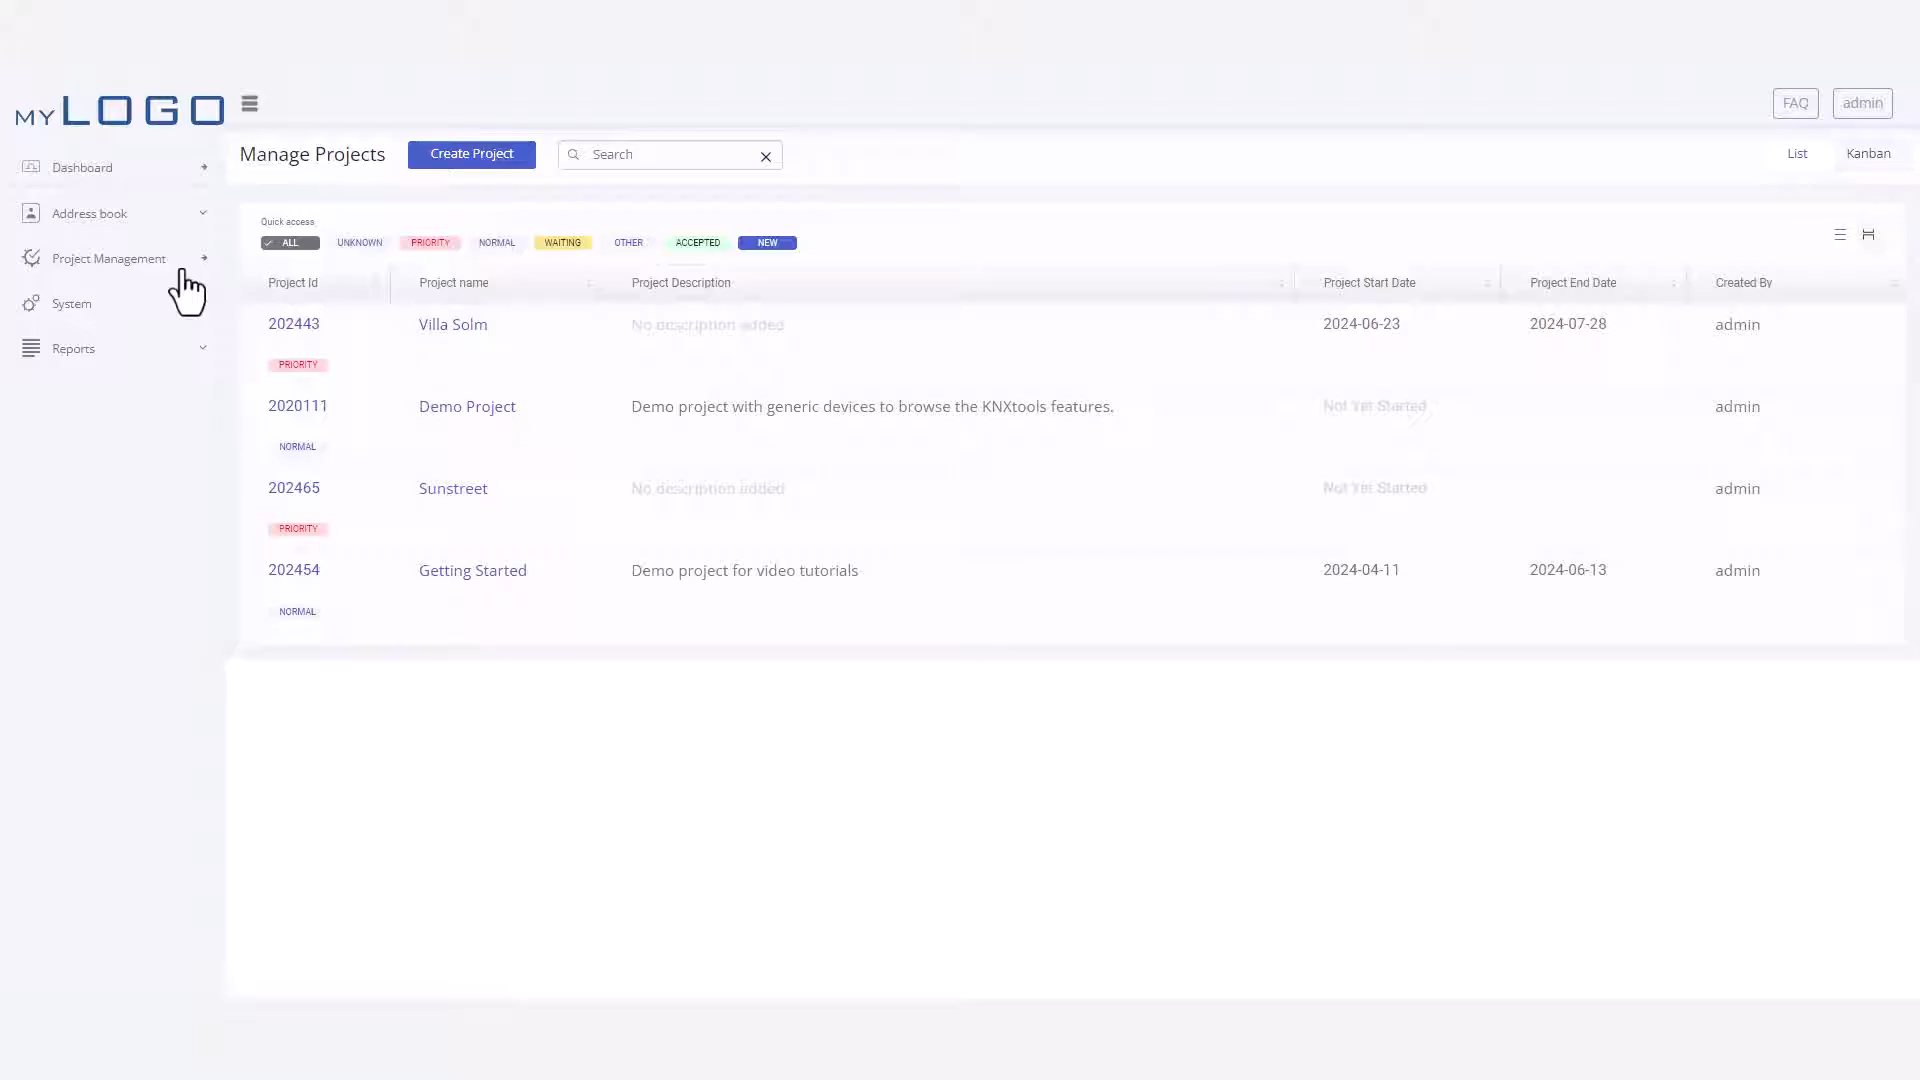 MY LOGO
FAQ admin
Manage Projects Create Project Search List Kanban
Dashboard
Address book
Project Management
System
Reports
Quick access
ALL UNKNOWN PRIORITY NORMAL WAITING OTHER ACCEPTED NEW
Project Id Project name Project Description Project Start Date Project End Date Created By
202443 Villa Solm No description added 2024-06-23 2024-07-28 admin
PRIORITY
2020111 Demo Project Demo project with generic devices to browse the KNXtools features. Not Yet Started admin
NORMAL
202465 Sunstreet No description added Not Yet Started admin
PRIORITY
202454 Getting Started Demo project for video tutorials 2024-04-11 2024-06-13 admin
NORMAL